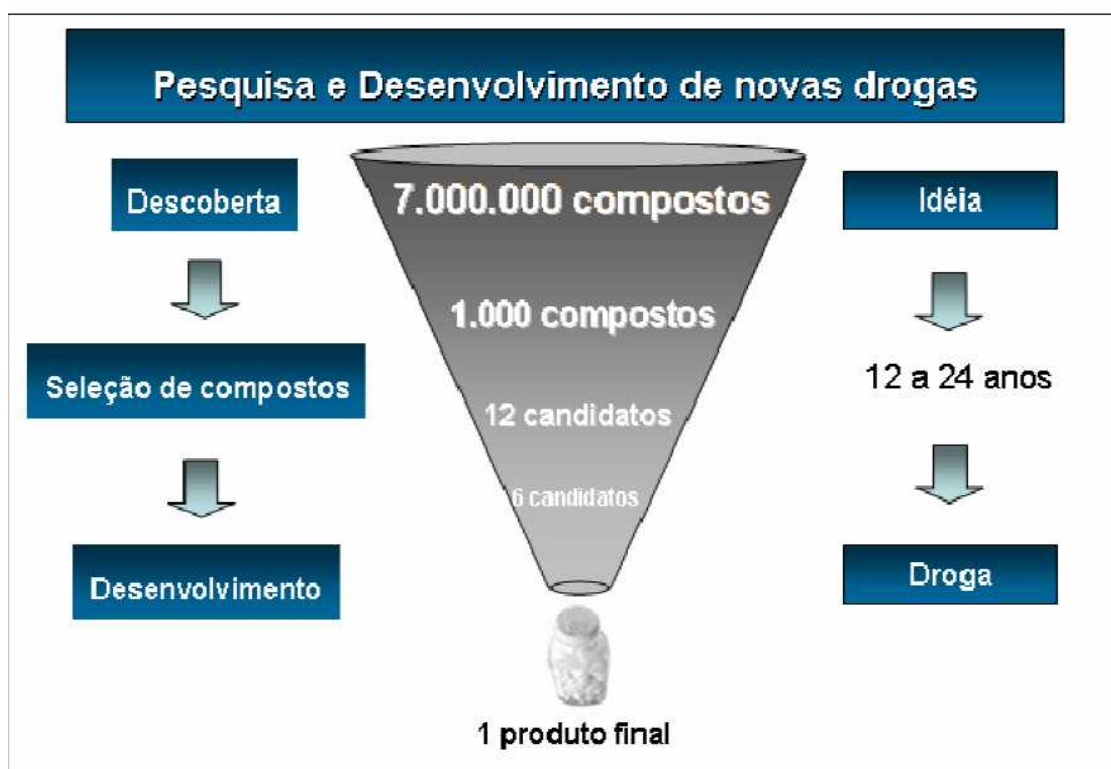 Pesquisa e Desenvolvimento de novas drogas
Descoberta
Seleção de compostos
Desenvolvimento
7.000.000 compostos
1.000 compostos
12 candidatos
6 candidatos
1 produto final
Idéia
12 a 24 anos
Droga